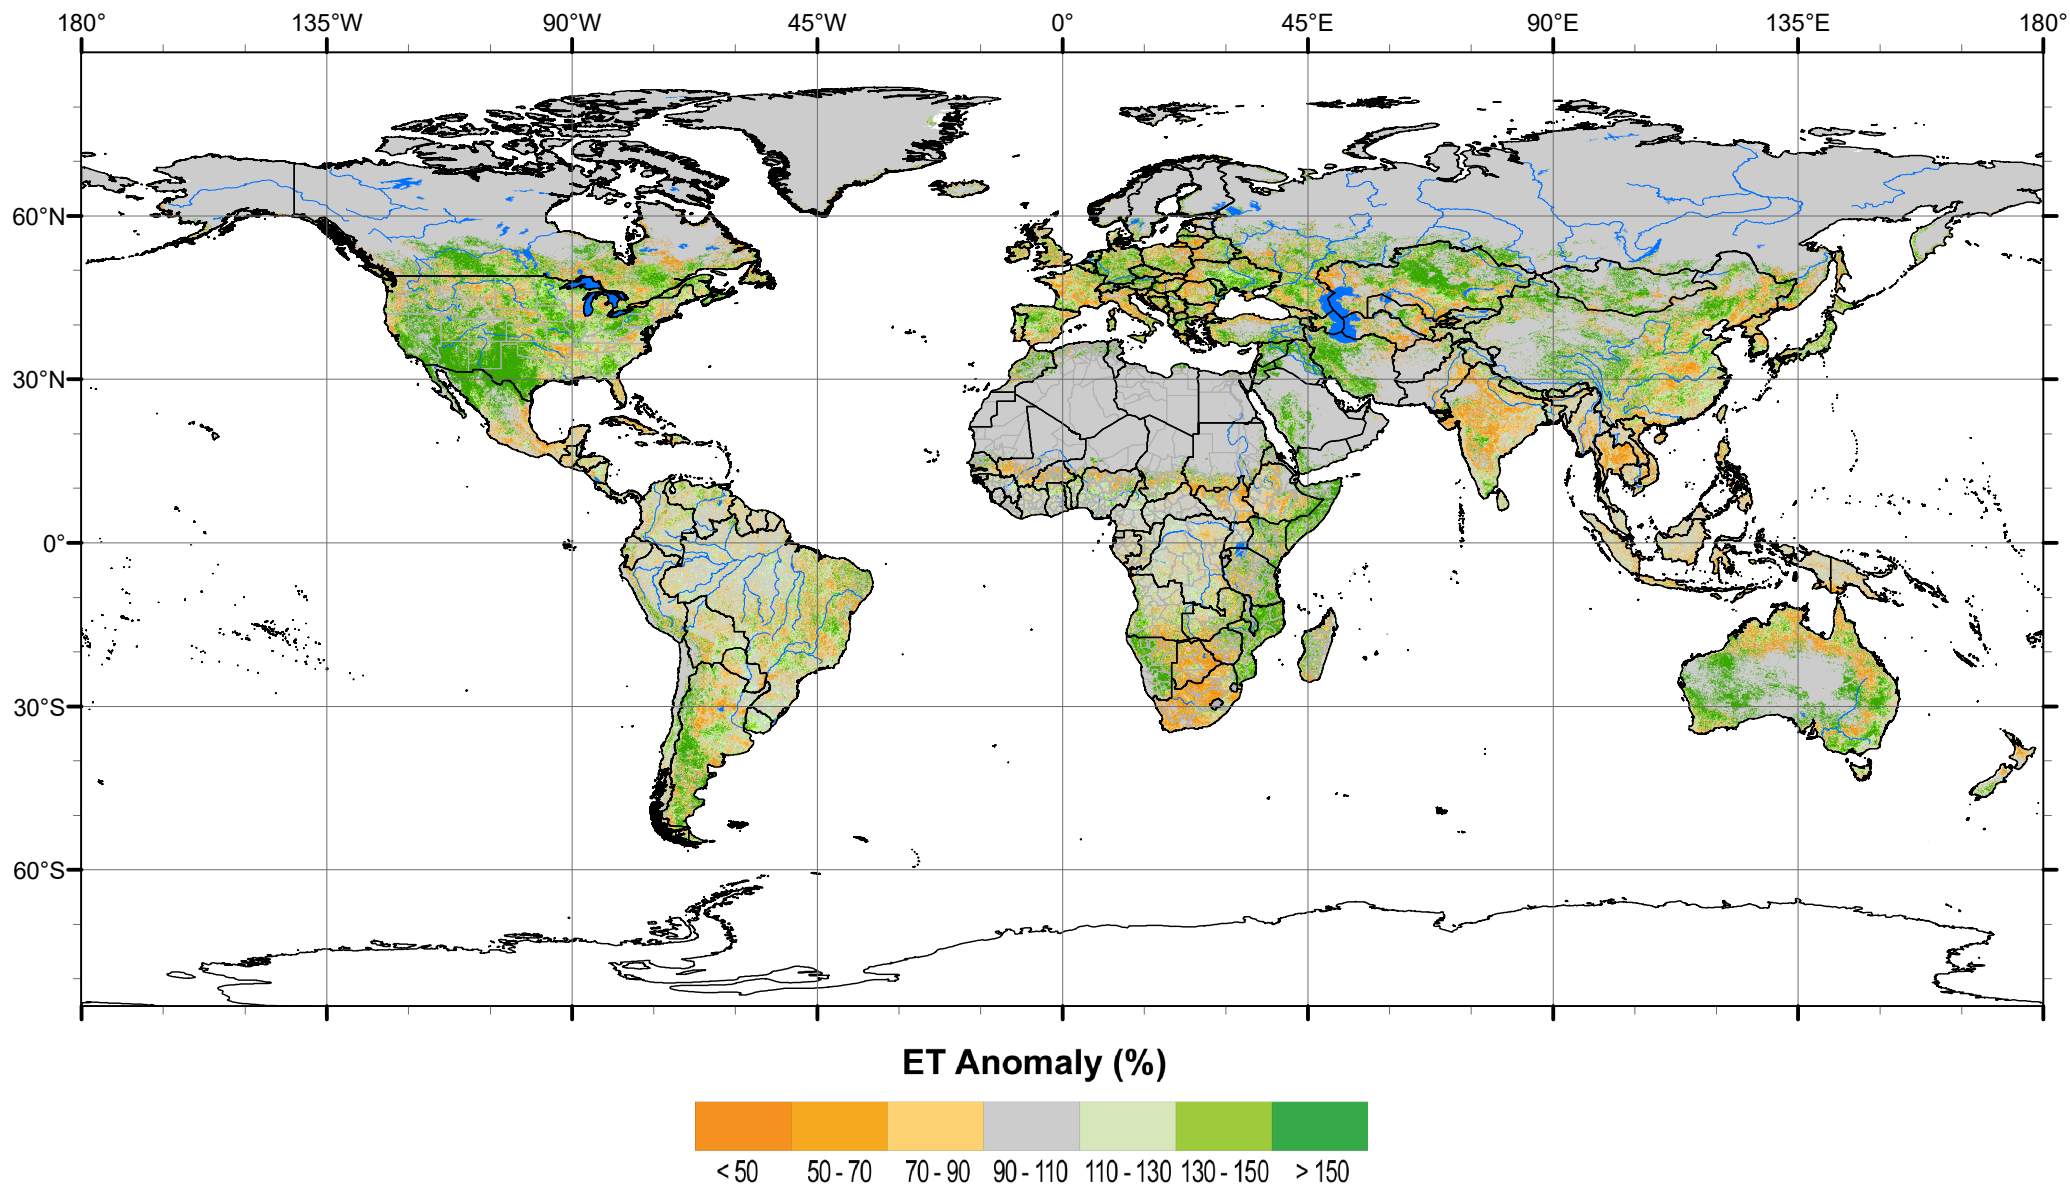 180° 135°W 90°W 45°W 0° 45°E 90°E 135°E 180°
60°N
30°N
0°
30°S
60°S
ET Anomaly (%)
< 50 50 - 70 70 - 90 90 - 110 110 - 130 130 - 150 > 150